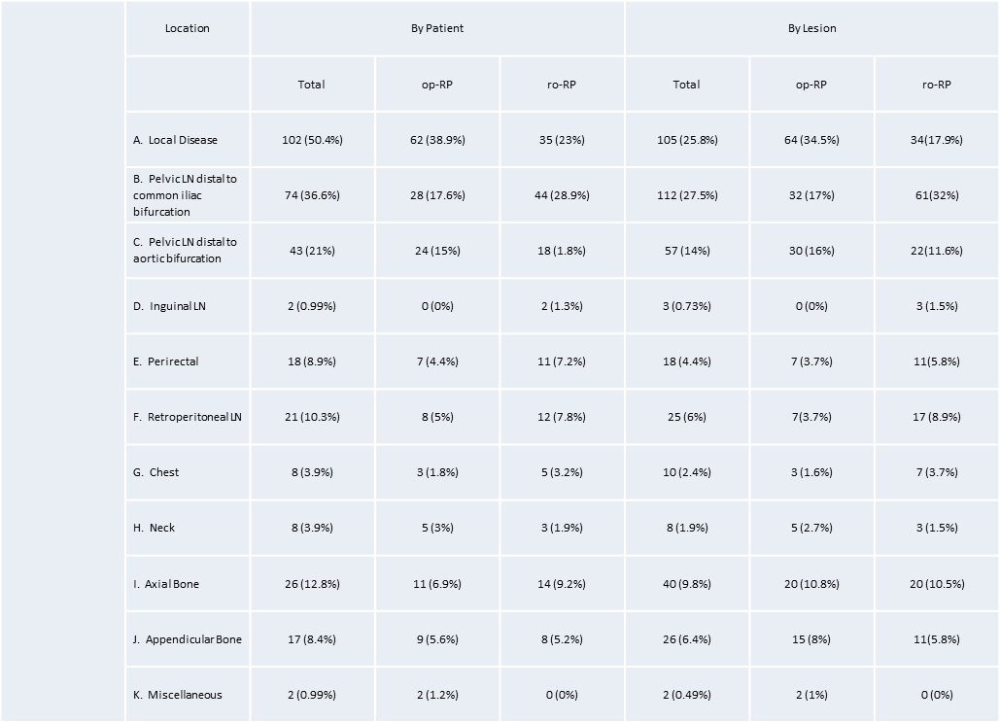 Location By Patient By Lesion
Total op-RP ro-RP Total op-RP ro-RP
A. Local Disease 102 (50.4%) 62 (38.9%) 35 (23%) 105 (25.8%) 64 (34.5%) 34(17.9%)
B. Pelvic LN distal to
common iliac 74 (36.6%) 28 (17.6%) 44 (28.9%) 112 (27.5%) 32 (17%) 61(32%)
bifurcation
C. Pelvic LN distal to
aortic bifurcation 43 (21%) 24 (15%) 18 (1.8%) 57 (14%) 30 (16%) 22(11.6%)
D. Inguinal LN 2 (0.99%) 0 (0%) 2 (1.3%) 3 (0.73%) 0 (0%) 3 (1.5%)
E. Perirectal 18 (8.9%) 7 (4.4%) 11 (7.2%) 18 (4.4%) 7 (3.7%) 11(5.8%)
F. Retroperitoneal LN 21 (10.3%) 8 (5%) 12 (7.8%) 25 (6%) 7(3.7%) 17 (8.9%)
G. Chest 8 (3.9%) 3 (1.8%) 5 (3.2%) 10 (2.4%) 3 (1.6%) 7 (3.7%)
H. Neck 8 (3.9%) 5 (3%) 3 (1.9%) 8 (1.9%) 5 (2.7%) 3 (1.5%)
I. Axial Bone 26 (12.8%) 11 (6.9%) 14 (9.2%) 40 (9.8%) 20 (10.8%) 20 (10.5%)
J. Appendicular Bone 17 (8.4%) 9 (5.6%) 8 (5.2%) 26 (6.4%) 15 (8%) 11(5.8%)
K. Miscellaneous 2 (0.99%) 2 (1.2%) 0 (0%) 2 (0.49%) 2 (1%) 0 (0%)